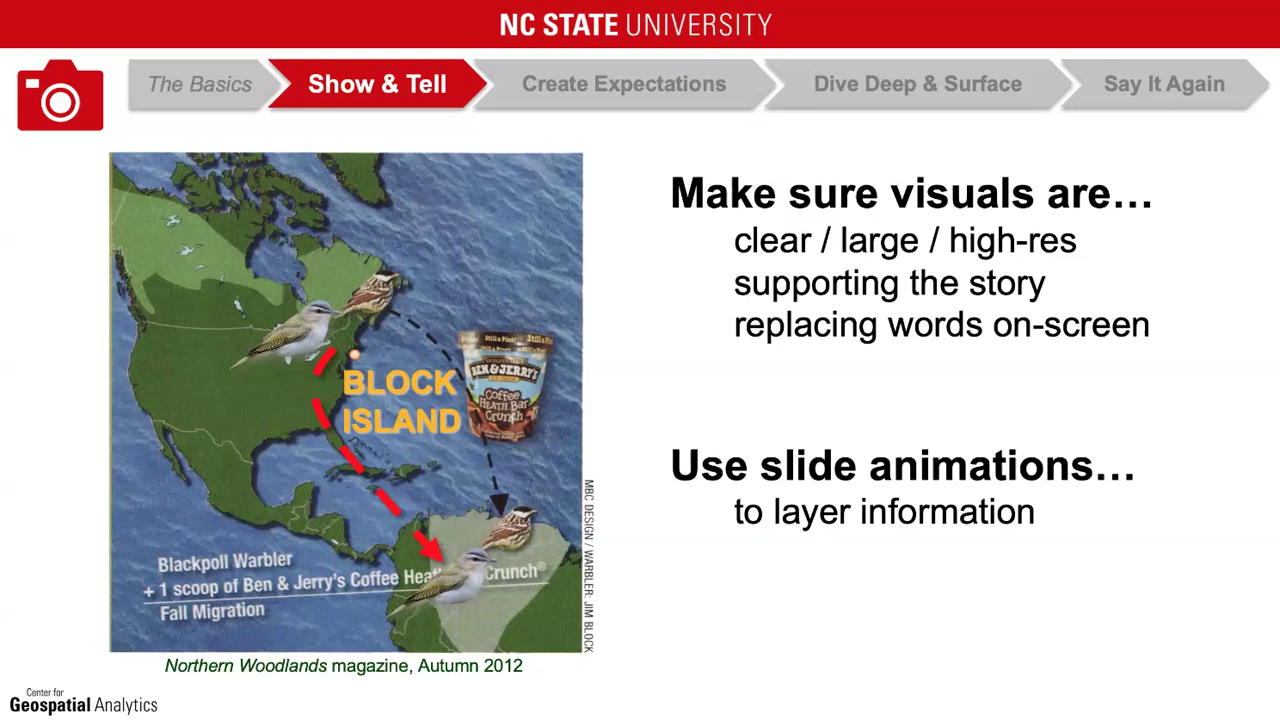 NC STATE UNIVERSITY
The Basics
Show & Tell
Create Expectations
Dive Deep & Surface
Say It Again
Make sure visuals are…
clear / large / high-res
supporting the story
replacing words on-screen
BEN & JERRY'S
Coffee
HEATH BAR
Crunch
BLOCK
ISLAND
Use slide animations…
to layer information
Blackpoll Warbler
+ 1 scoop of Ben & Jerry's Coffee Heat Crunch®
Fall Migration
MBC DESIGN / WARBLER: JIM BLOCK
Northern Woodlands magazine, Autumn 2012
Center for
Geospatial Analytics